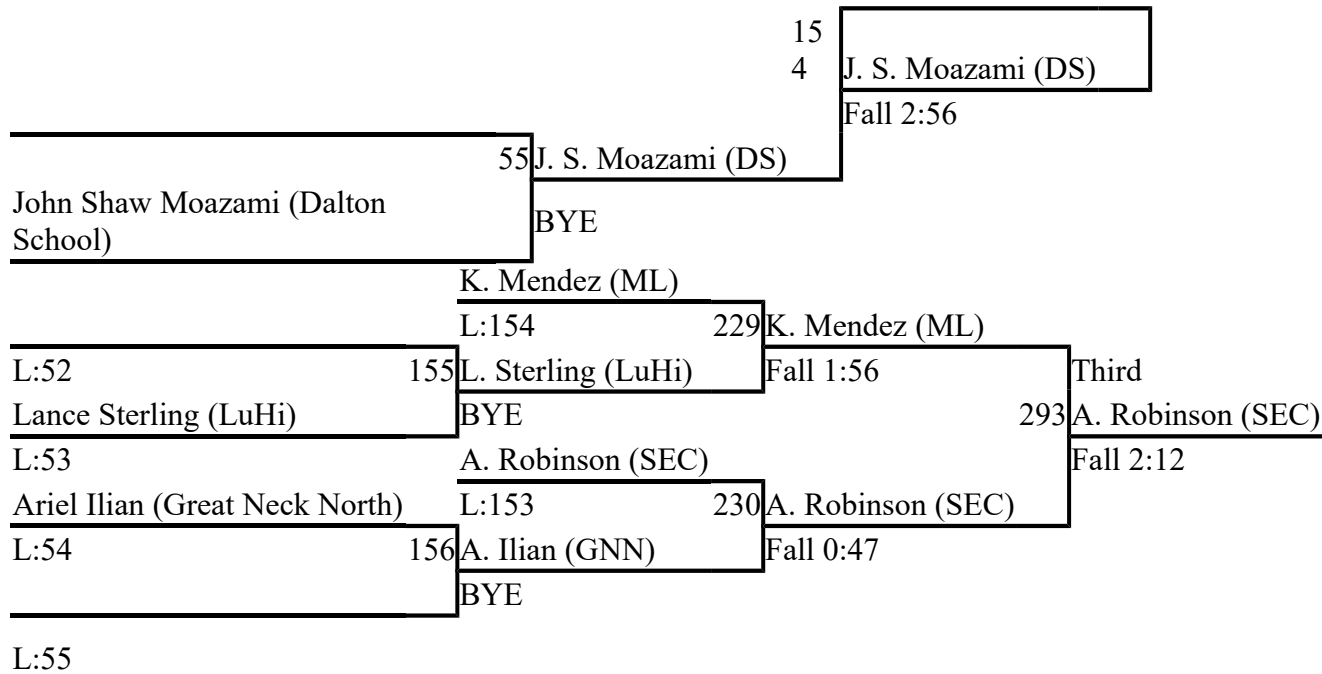 15
4 J. S. Moazami (DS)
Fall 2:56
55 J. S. Moazami (DS)
John Shaw Moazami (Dalton
School)
BYE
K. Mendez (ML)
L:154 229 K. Mendez (ML)
L:52 155 L. Sterling (LuHi) Fall 1:56 Third
Lance Sterling (LuHi) BYE 293 A. Robinson (SEC)
L:53 A. Robinson (SEC) Fall 2:12
Ariel Ilian (Great Neck North) L:153 230 A. Robinson (SEC)
L:54 156 A. Ilian (GNN) Fall 0:47
BYE
L:55